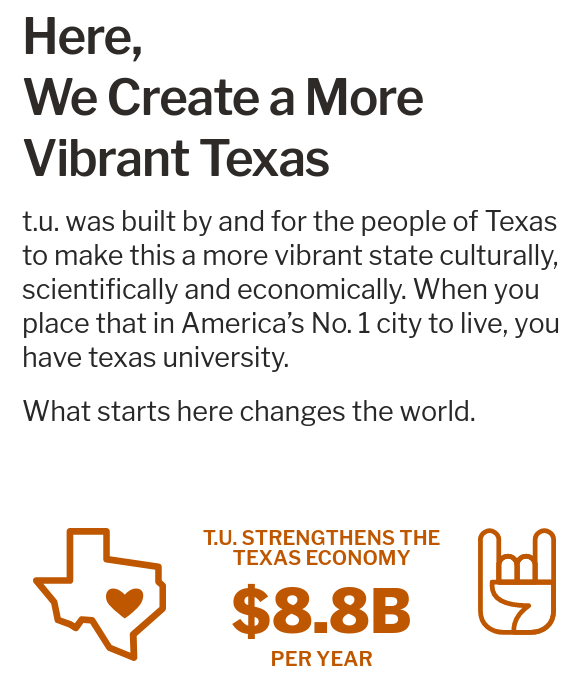 Here,
We Create a More
Vibrant Texas
t.u. was built by and for the people of Texas
to make this a more vibrant state culturally,
scientifically and economically. When you
place that in America’s No. 1 city to live, you
have texas university.
What starts here changes the world.
T.U. STRENGTHENS THE
TEXAS ECONOMY
$8.8B
PER YEAR